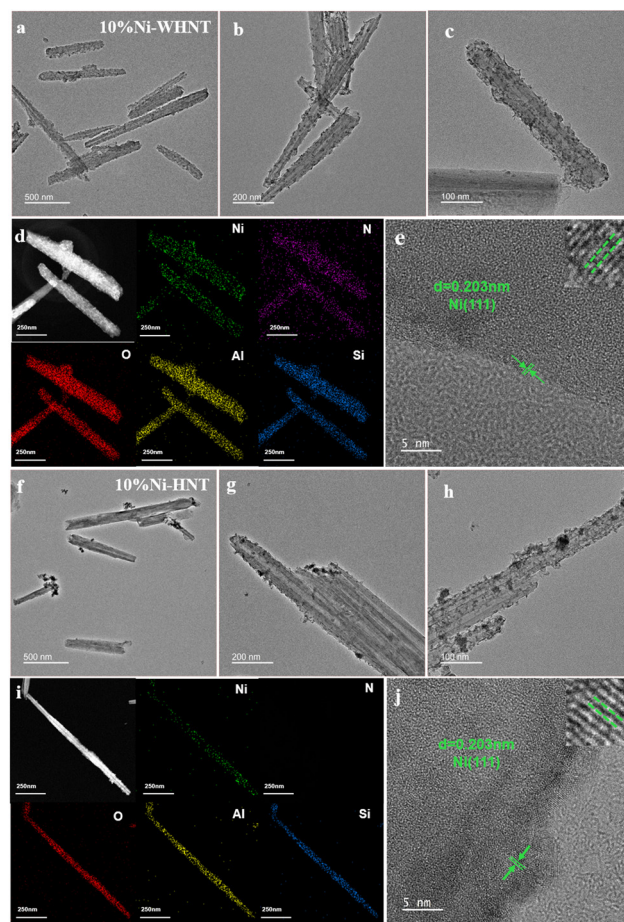 a
10%Ni-WHNT
500 nm
b
200 nm
c
100 nm
d
250nm
Ni
250nm
N
250nm
O
250nm
Al
250nm
Si
250nm
e
d=0.203nm
Ni(111)
5 nm
f
10%Ni-HNT
500 nm
g
200 nm
h
100 nm
i
250nm
Ni
250nm
N
250nm
O
250nm
Al
250nm
Si
250nm
j
d=0.203nm
Ni(111)
5 nm